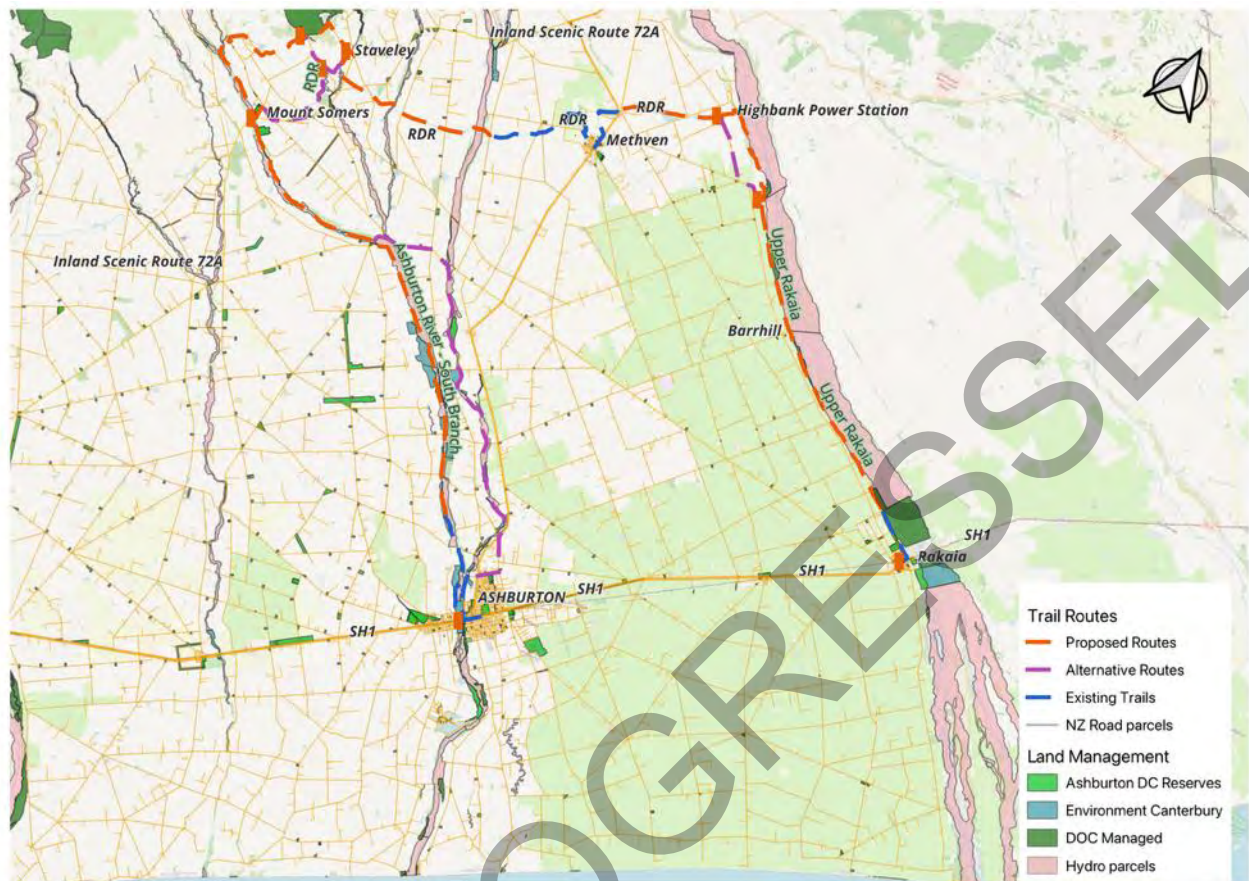 Inland Scenic Route 72A
Staveley
RDR
Mount Somers
RDR
RDR
RDR
Methven
Highbank Power Station
Inland Scenic Route 72A
Ashburton River - South Branch
Upper Rakaia
Barrhill
Upper Rakaia
SH1
Rakaia
SH1
SH1
ASHBURTON
SH1
Trail Routes
Proposed Routes
Alternative Routes
Existing Trails
NZ Road parcels
Land Management
Ashburton DC Reserves
Environment Canterbury
DOC Managed
Hydro parcels
OGRESSED